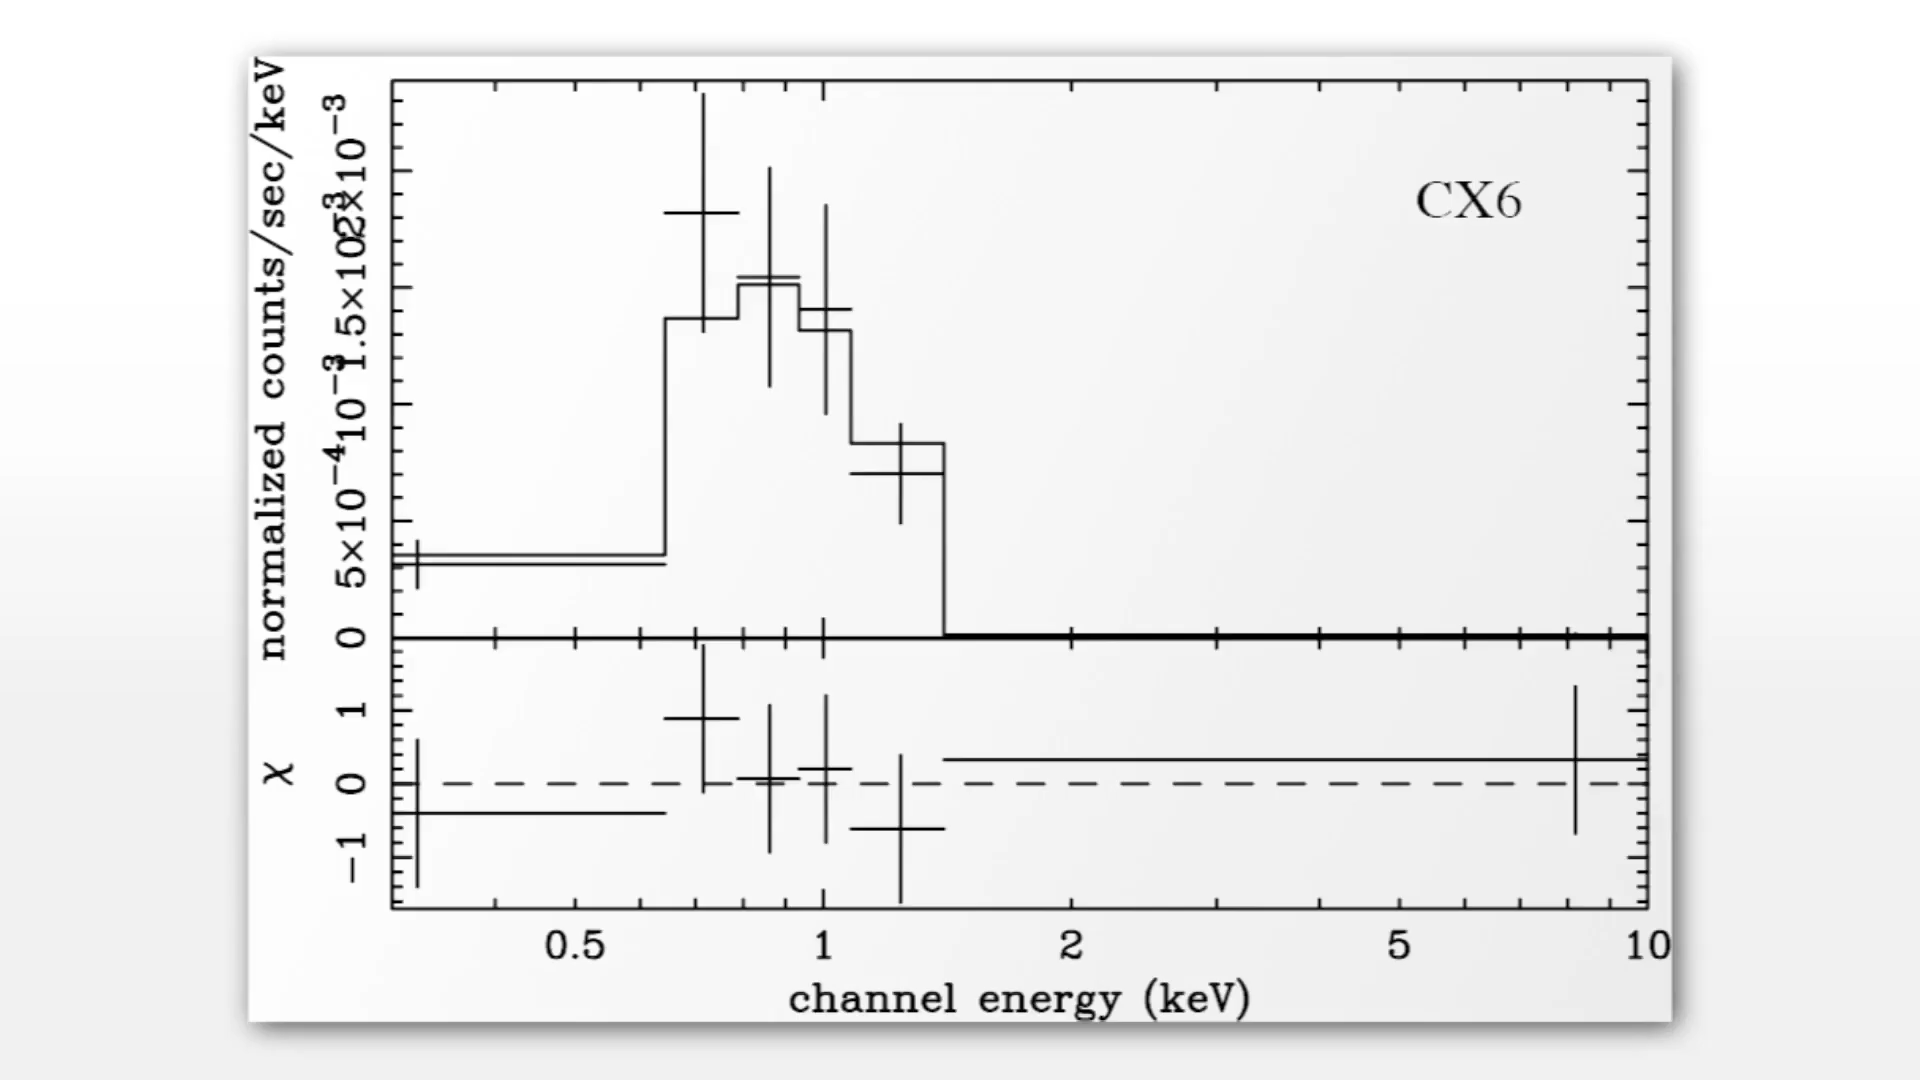 normalized counts/sec/keV
2×10−3
1.5×10−3
10−3
5×10−4
0
CX6
χ
1
0
−1
0.5 1 2 5 10
channel energy (keV)